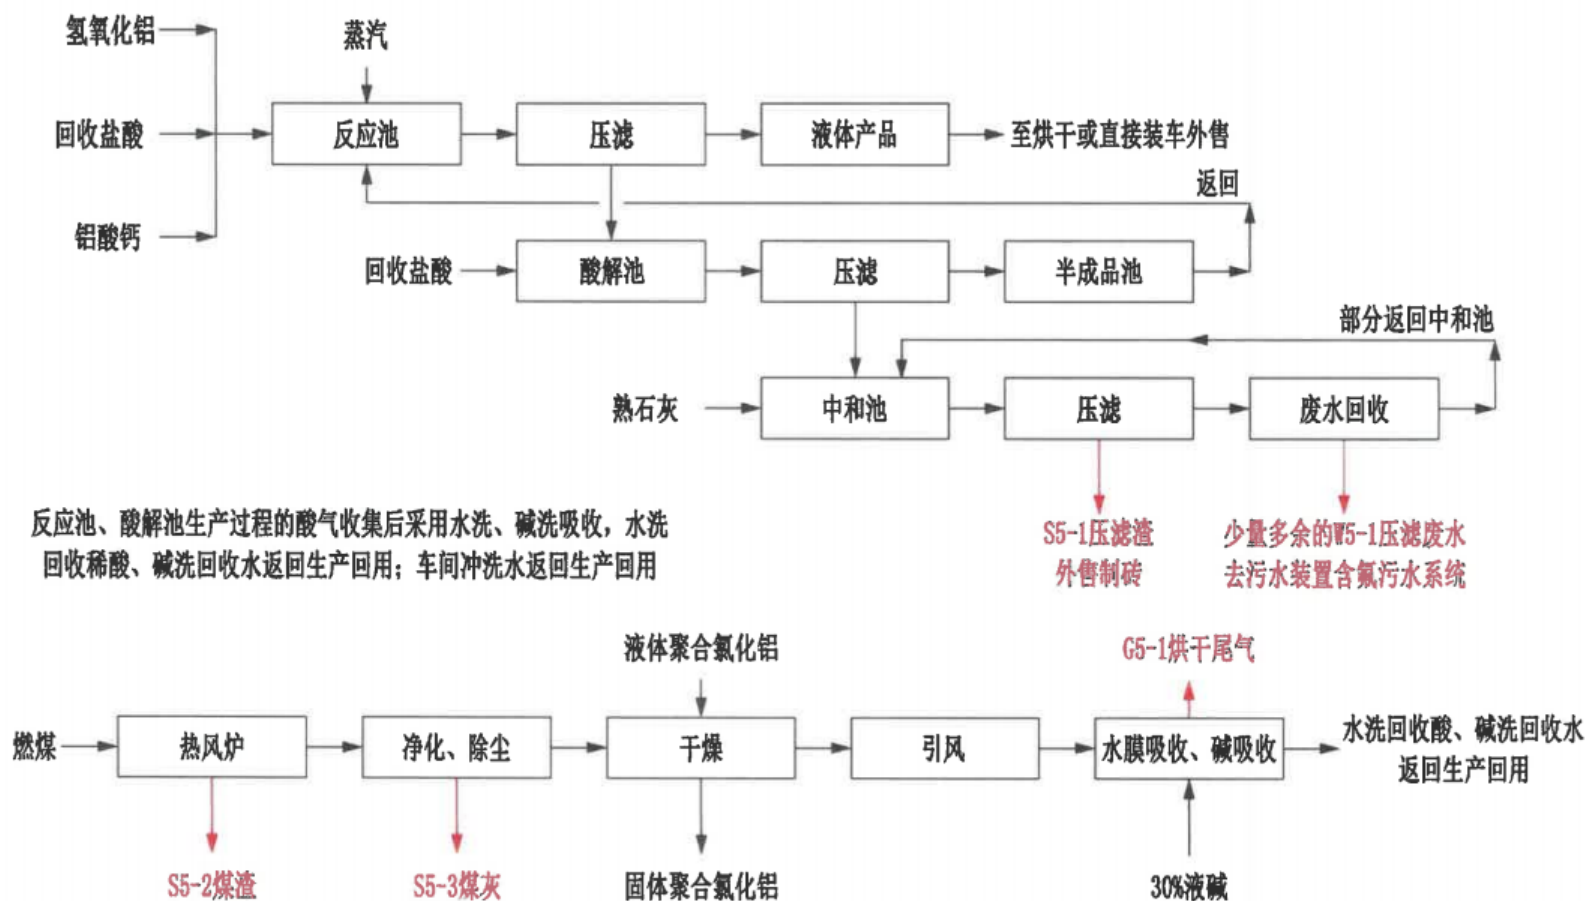 氢氧化铝
蒸汽
回收盐酸
反应池
压滤
液体产品
至烘干或直接装车外售
返回
铝酸钙
回收盐酸
酸解池
压滤
半成品池
部分返回中和池
熟石灰
中和池
压滤
废水回收
反应池、酸解池生产过程的酸气收集后采用水洗、碱洗吸收，水洗
回收稀酸、碱洗回收水返回生产回用；车间冲洗水返回生产回用
S5-1压滤渣
外售制砖
少量多余的W5-1压滤废水
去污水装置含氟污水系统
液体聚合氯化铝
G5-1烘干尾气
燃煤
热风炉
净化、除尘
干燥
引风
水膜吸收、碱吸收
水洗回收酸、碱洗回收水
返回生产回用
S5-2煤渣
S5-3煤灰
固体聚合氯化铝
30%液碱